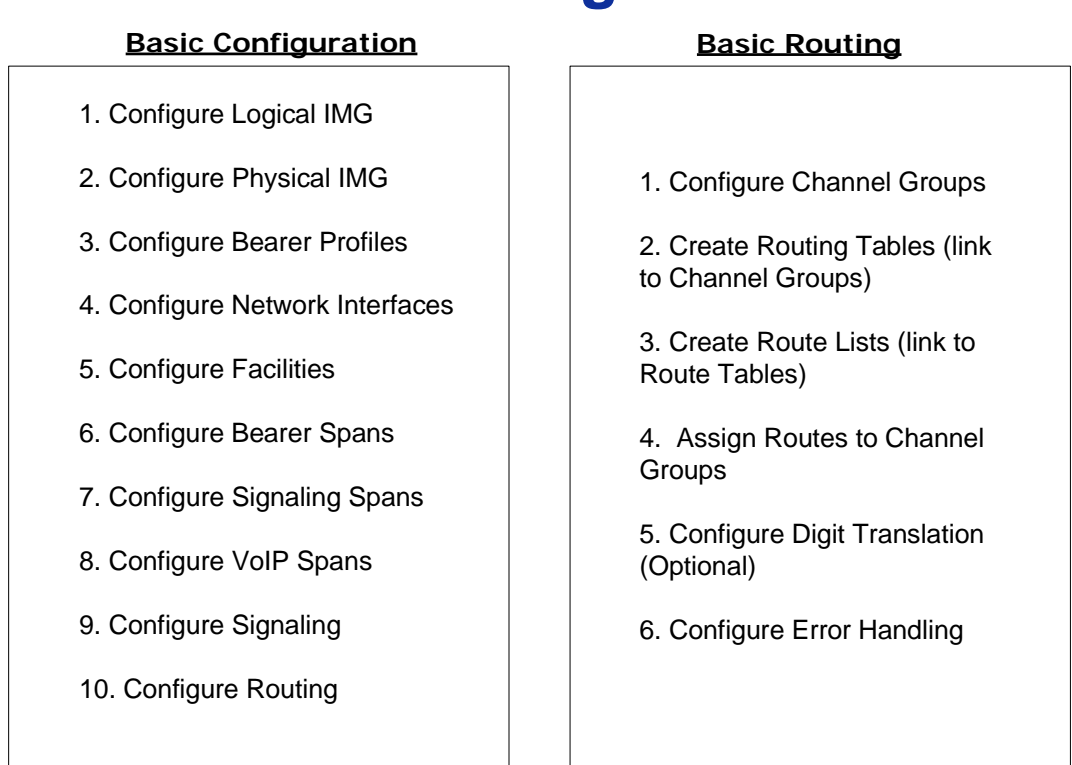 Basic Configuration
1. Configure Logical IMG
2. Configure Physical IMG
3. Configure Bearer Profiles
4. Configure Network Interfaces
5. Configure Facilities
6. Configure Bearer Spans
7. Configure Signaling Spans
8. Configure VoIP Spans
9. Configure Signaling
10. Configure Routing
Basic Routing
1. Configure Channel Groups
2. Create Routing Tables (link
to Channel Groups)
3. Create Route Lists (link to
Route Tables)
4. Assign Routes to Channel
Groups
5. Configure Digit Translation
(Optional)
6. Configure Error Handling